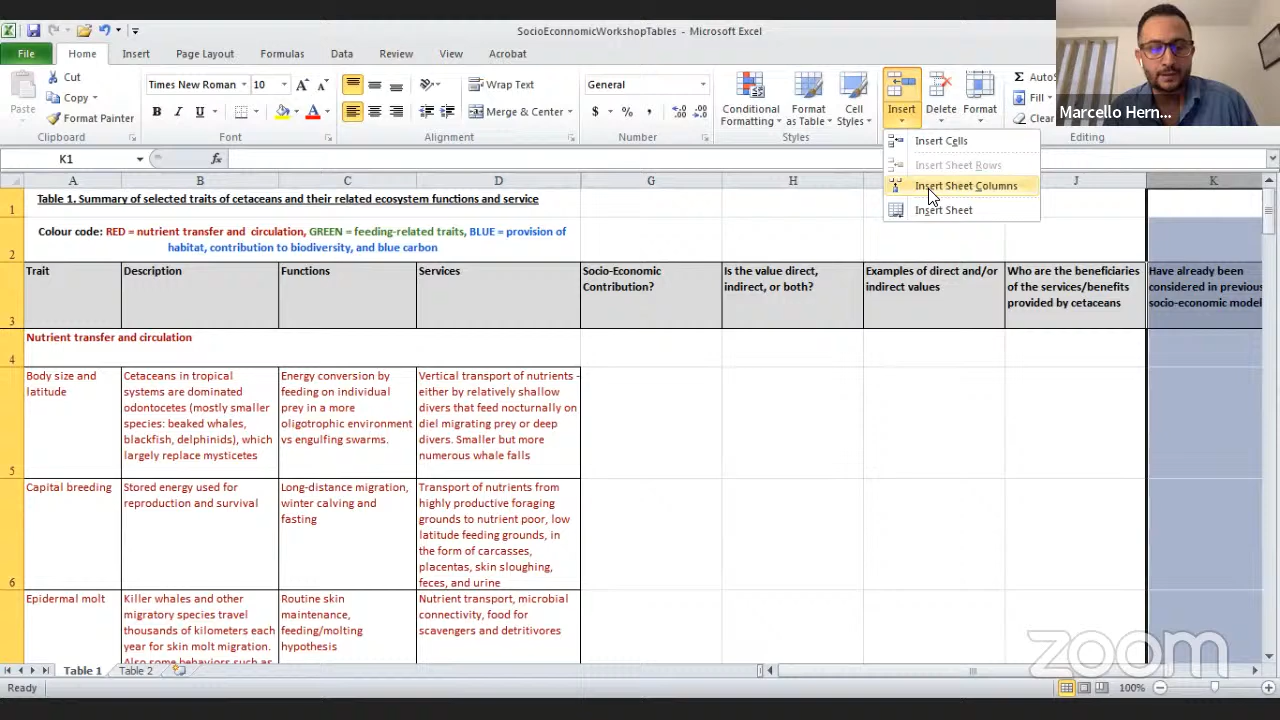 SocioEconnomicWorkshopTables - Microsoft Excel
File Home Insert Page Layout Formulas Data Review View Acrobat
Paste
Cut
Copy
Format Painter
Clipboard
Times New Roman 10
B I U
Font
Wrap Text
Merge & Center
Alignment
General
$ % ,
Number
Conditional Formatting
Format as Table
Cell Styles
Styles
Insert
Delete
Format
Fill
Clear
Editing
Marcello Hern...
Insert Cells
Insert Sheet Rows
Insert Sheet Columns
Insert Sheet
K1 fx
A B C D G H J K
1 Table 1. Summary of selected traits of cetaceans and their related ecosystem functions and service
2 Colour code: RED = nutrient transfer and circulation, GREEN = feeding-related traits, BLUE = provision of
habitat, contribution to biodiversity, and blue carbon
3
Trait
Description
Functions
Services
Socio-Economic
Contribution?
Is the value direct,
indirect, or both?
Examples of direct and/or
indirect values
Who are the beneficiaries
of the services/benefits
provided by cetaceans
Have already been
considered in previous
socio-economic model
4 Nutrient transfer and circulation
5
Body size and
latitude
Cetaceans in tropical
systems are dominated
odontocetes (mostly smaller
species: beaked whales,
blackfish, delphinids), which
largely replace mysticetes
Energy conversion by
feeding on individual
prey in a more
oligotrophic environment
vs engulfing swarms.
Vertical transport of nutrients -
either by relatively shallow
divers that feed nocturnally on
diel migrating prey or deep
divers. Smaller but more
numerous whale falls
6
Capital breeding
Stored energy used for
reproduction and survival
Long-distance migration,
winter calving and
fasting
Transport of nutrients from
highly productive foraging
grounds to nutrient poor, low
latitude feeding grounds, in
the form of carcasses,
placentas, skin sloughing,
feces, and urine
Epidermal molt
Killer whales and other
migratory species travel
thousands of kilometers each
year for skin molt migration.
Also some behaviors such as
Routine skin
maintenance,
feeding/molting
hypothesis
Nutrient transport, microbial
connectivity, food for
scavengers and detritivores
zoom
Table 1 Table 2
Ready
100%